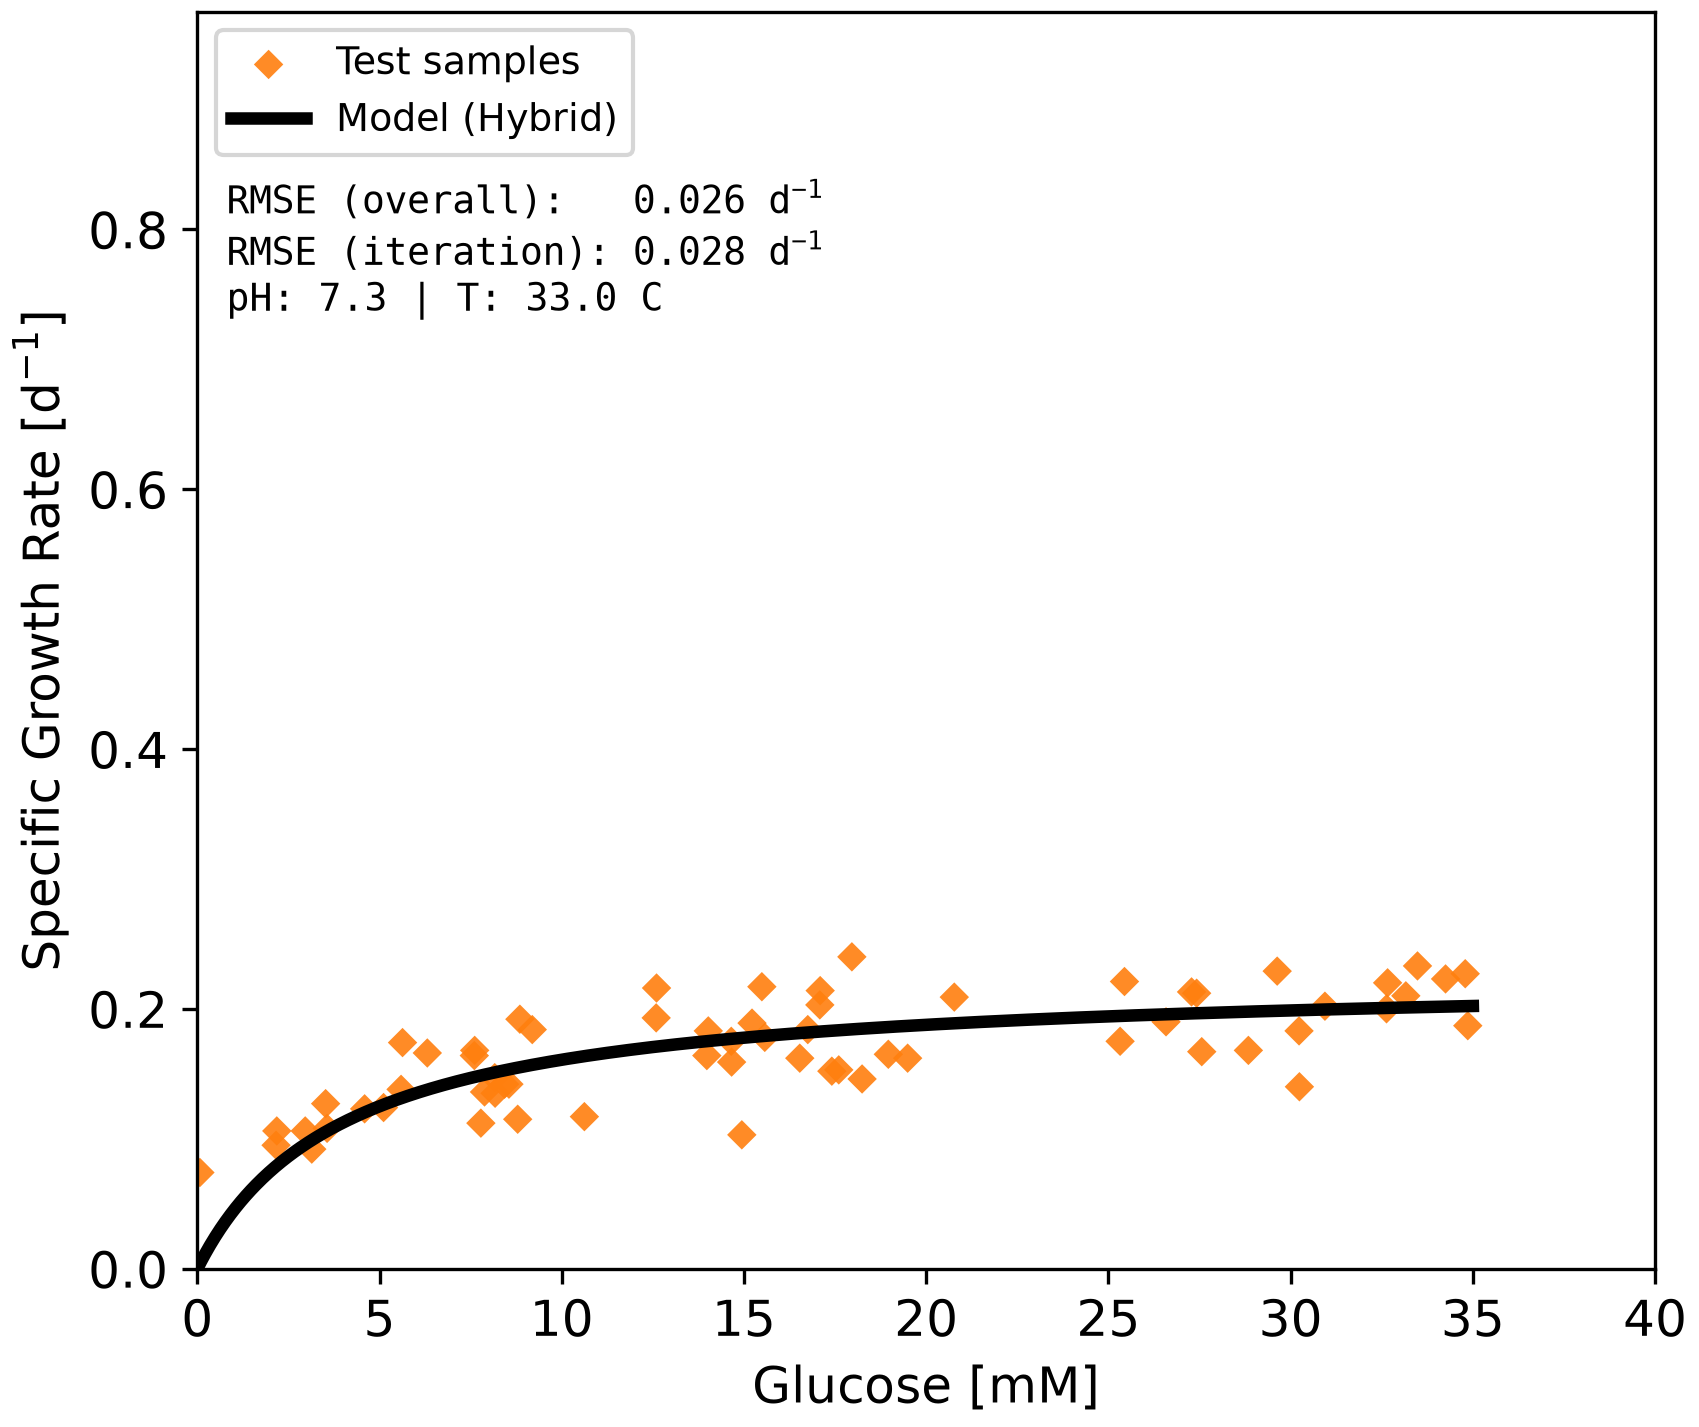 Test samples
Model (Hybrid)
RMSE (overall):   0.026 d⁻¹
RMSE (iteration): 0.028 d⁻¹
pH: 7.3 | T: 33.0 C
Specific Growth Rate [d⁻¹]
0.8
0.6
0.4
0.2
0.0
0 5 10 15 20 25 30 35 40
Glucose [mM]